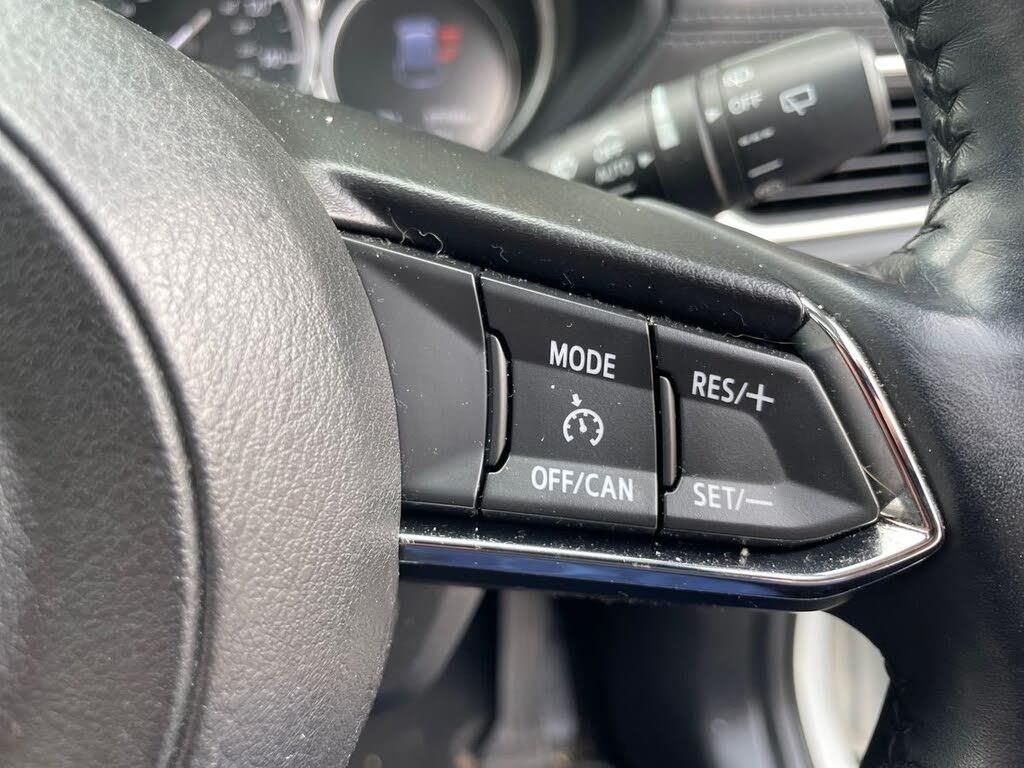 OFF
AUTO
MODE
OFF/CAN
RES/+
SET/—